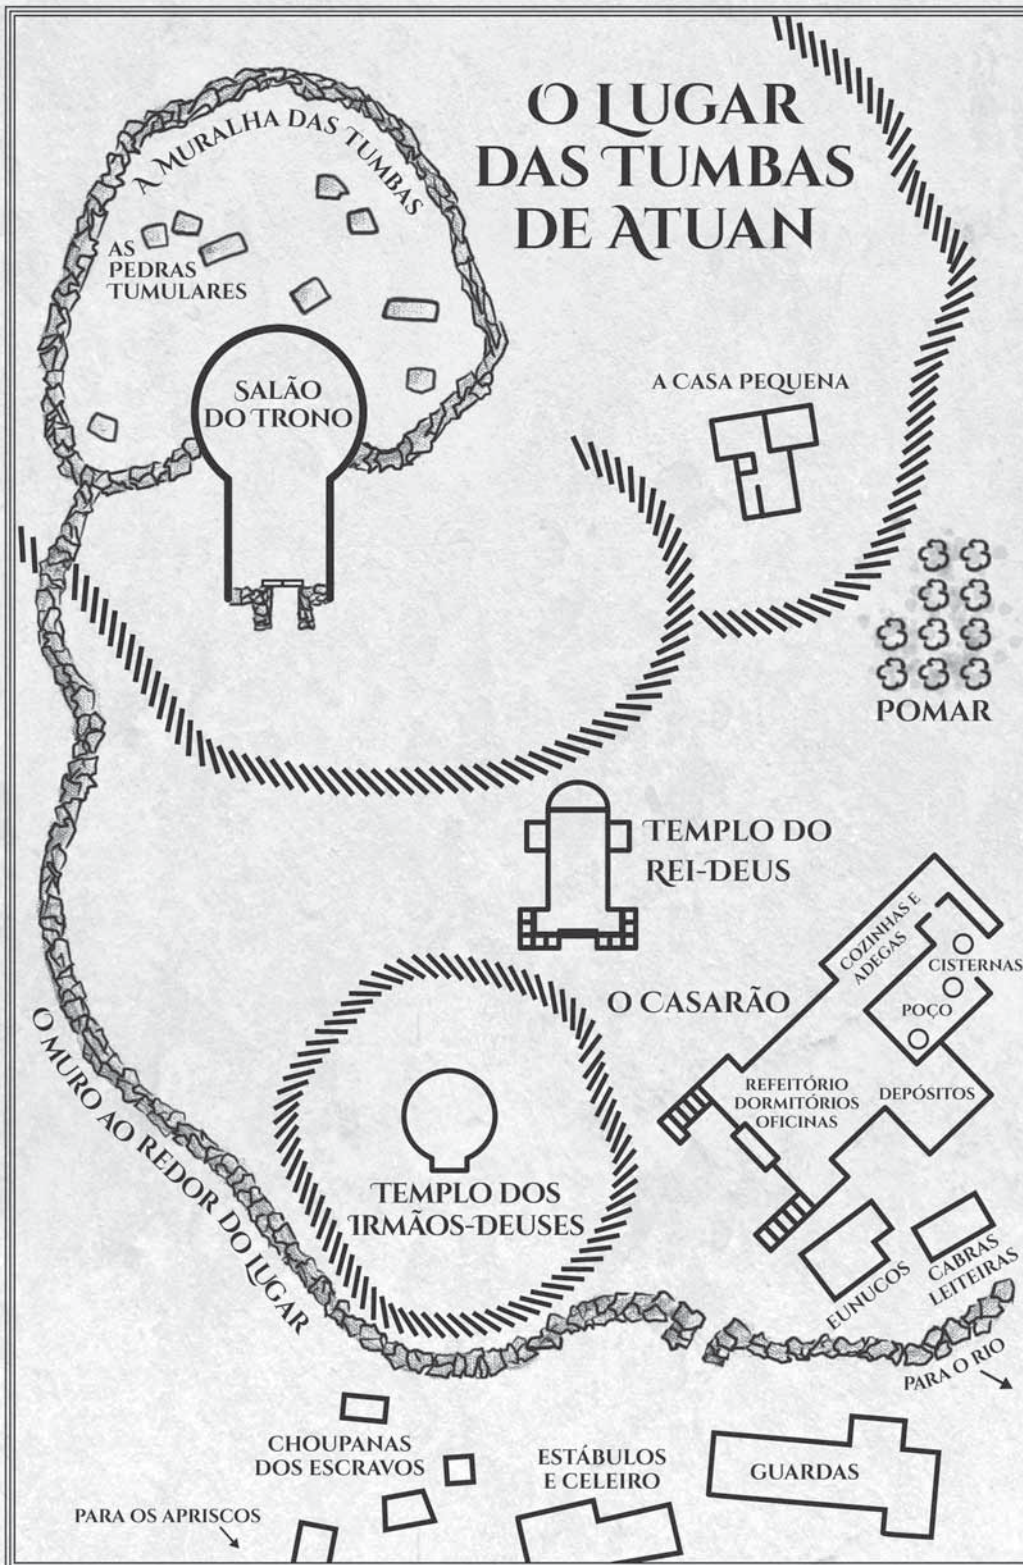 O LUGAR
DAS TUMBAS
DE ATUAN
A MURALHA DAS TUMBAS
AS
PEDRAS
TUMULARES
SALÃO
DO TRONO
A CASA PEQUENA
POMAR
TEMPLO DO
REI-DEUS
COZINHAS E
ADEGAS
CISTERNAS
POÇO
O CASARÃO
REFEITÓRIO
DORMITÓRIOS
OFICINAS
DEPÓSITOS
O MURO AO REDOR DO LUGAR
TEMPLO DOS
IRMÃOS-DEUSES
EUNUCOS
CABRAS
LEITEIRAS
PARA O RIO
CHOUPANAS
DOS ESCRAVOS
ESTÁBULOS
E CELEIRO
GUARDAS
PARA OS APRISCOS